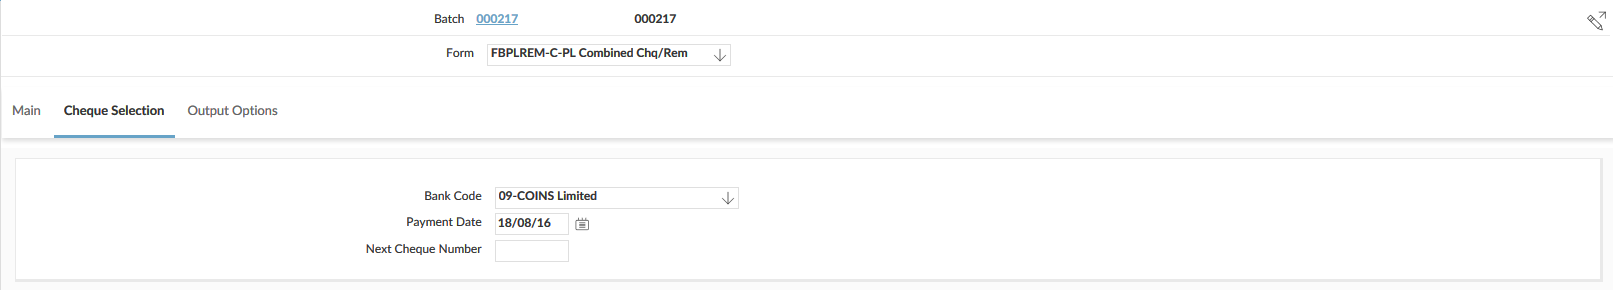 Batch 000217 000217
Form FBPLREM-C-PL Combined Chq/Rem
Main Cheque Selection Output Options
Bank Code 09-COINS Limited
Payment Date 18/08/16
Next Cheque Number